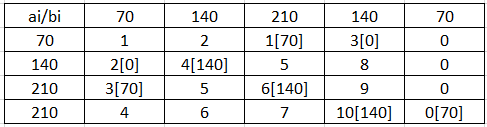 ai/bi 70 140 210 140 70
70 1 2 1[70] 3[0] 0
140 2[0] 4[140] 5 8 0
210 3[70] 5 6[140] 9 0
210 4 6 7 10[140] 0[70]